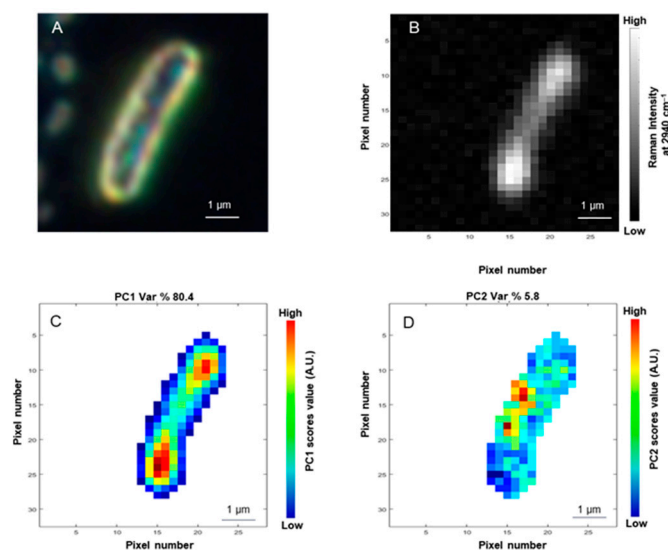 A
1 µm
B
Pixel number
5
10
15
20
25
30
5
10
15
20
25
Pixel number
High
Low
Raman Intensity
at 2940 cm⁻¹
PC1 Var % 80.4
C
Pixel number
5
10
15
20
25
30
1 µm
5
10
15
20
25
Pixel number
High
Low
PC1 scores value (A.U.)
PC2 Var % 5.8
D
Pixel number
5
10
15
20
25
30
1 µm
5
10
15
20
25
Pixel number
High
Low
PC2 scores value (A.U.)
1 µm